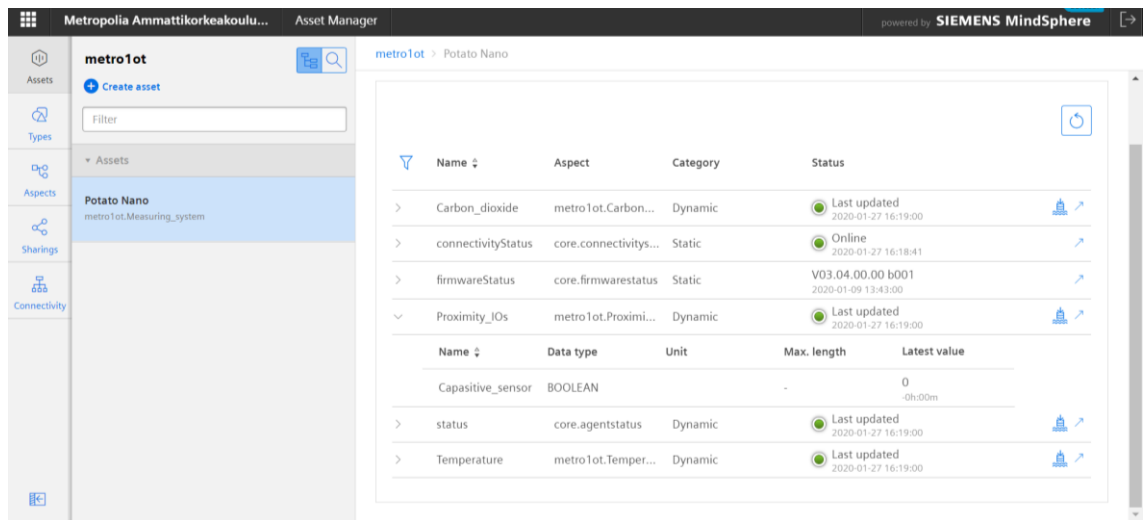 Metropolia Ammattikorkeakoulu... Asset Manager powered by SIEMENS MindSphere
Assets
Types
Aspects
Sharings
Connectivity
metro1ot
Create asset
Filter
Assets
Potato Nano
metro1ot.Measuring_system
metro1ot > Potato Nano
Name Aspect Category Status
Carbon_dioxide metro1ot.Carbon... Dynamic Last updated
2020-01-27 16:19:00
connectivityStatus core.connectivitys... Static Online
2020-01-27 16:18:41
firmwareStatus core.firmwarestatus Static V03.04.00.00 b001
2020-01-09 13:43:00
Proximity_IOs metro1ot.Proximi... Dynamic Last updated
2020-01-27 16:19:00
Name Data type Unit Max. length Latest value
Capasitive_sensor BOOLEAN - 0
-0h:00m
status core.agentstatus Dynamic Last updated
2020-01-27 16:19:00
Temperature metro1ot.Temper... Dynamic Last updated
2020-01-27 16:19:00